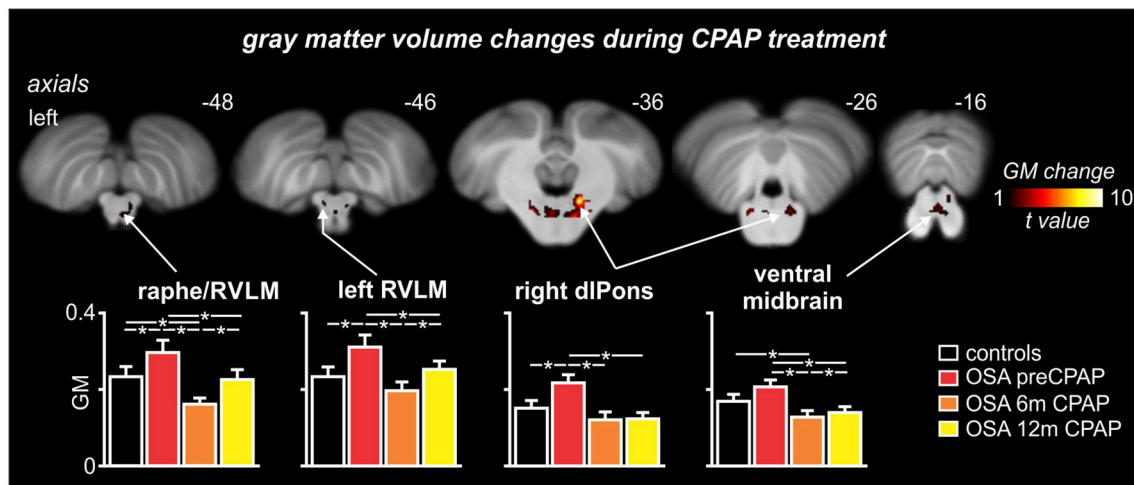 gray matter volume changes during CPAP treatment
axials
left
-48
-46
-36
-26
-16
GM change
1
10
t value
raphe/RVLM
left RVLM
right dlPons
ventral
midbrain
0.4
GM
0
* * * * *
* * * *
* * *
* * * *
controls
OSA preCPAP
OSA 6m CPAP
OSA 12m CPAP